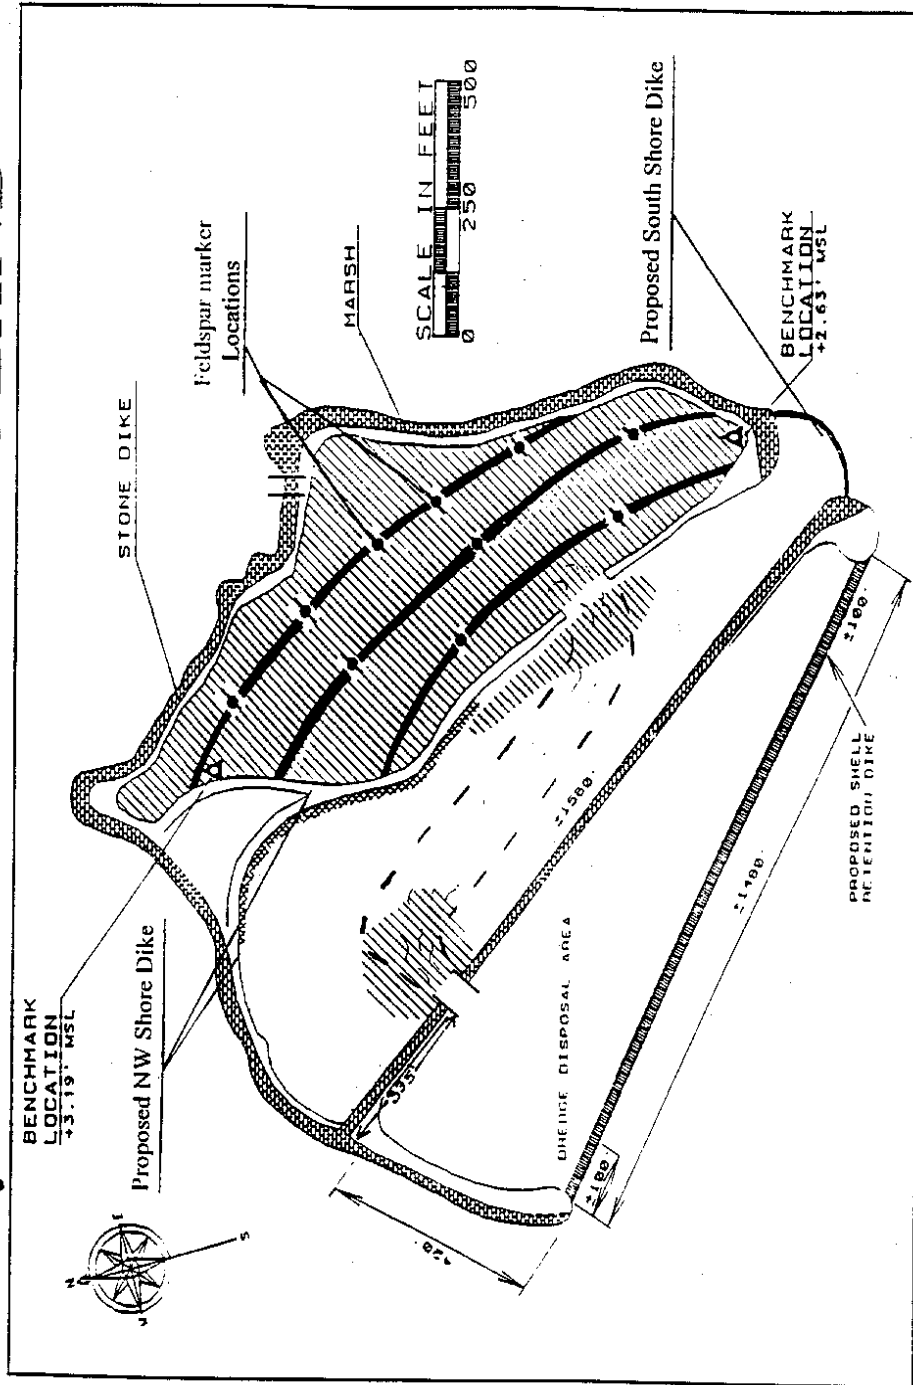 BENCHMARK
LOCATION
+3.19' MSL
Proposed NW Shore Dike
STONE DIKE
Feldspar marker
Locations
MARSH
SCALE IN FEET
0 250 500
Proposed South Shore Dike
BENCHMARK
LOCATION
+2.63' MSL
±1580'
535'
DREDGE DISPOSAL AREA
±100'
±1400'
±100'
PROPOSED SHELL
RETENTION DIKE
N
E
S